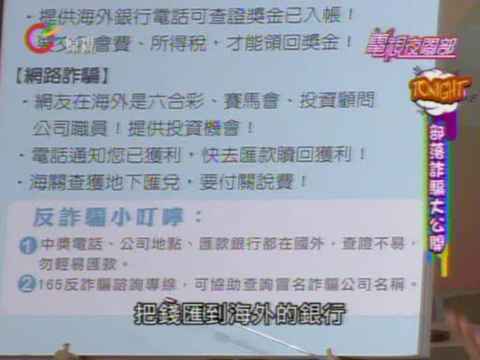 ・提供海外銀行電話可查證獎金已入帳！
會費、所得稅，才能領回獎金！
【網路詐騙】
・網友在海外是六合彩、賽馬會、投資顧問
公司職員！提供投資機會！
・電話通知您已獲利，快去匯款贖回獲利！
・海關查獲地下匯兌，要付關說費！
反詐騙小叮嚀：
1 中獎電話、公司地點、匯款銀行都在國外，查證不易，
勿輕易匯款。
2 165反詐騙諮詢專線，可協助查詢冒名詐騙公司名稱。
電視夜間部
TONIGHT
部落詐騙大公開
把錢匯到海外的銀行